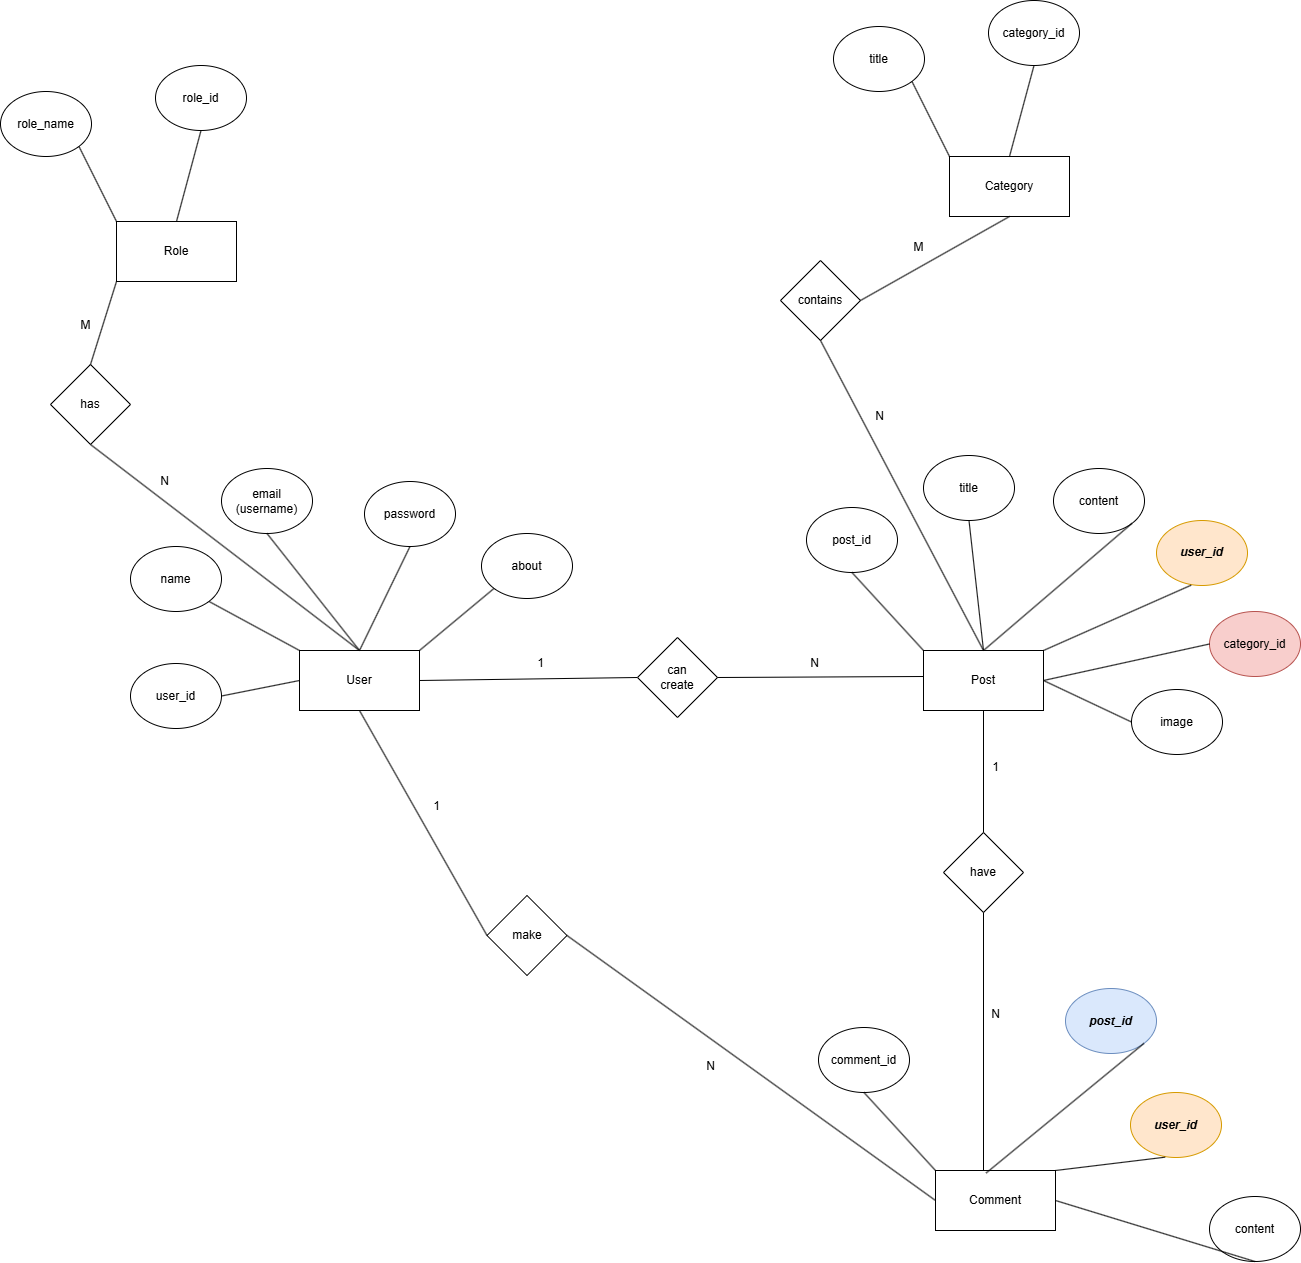 category_id
title
role_id
role_name
Category
Role
M
contains
M
has
N
N
title
email
(username)
content
password
post_id
user_id
about
name
category_id
1
N
can
create
User
Post
user_id
image
1
1
have
make
N
post_id
comment_id
N
user_id
Comment
content